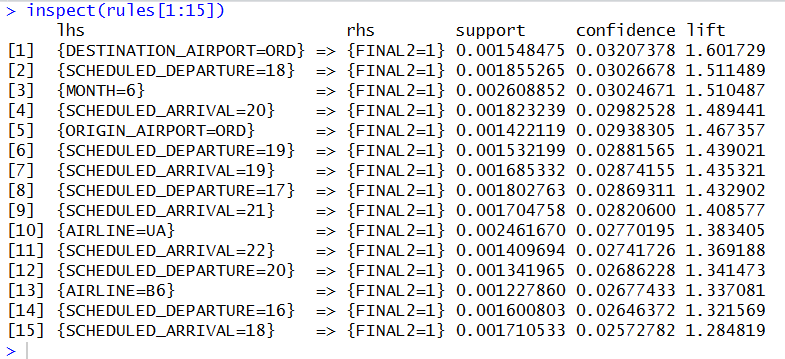 > inspect(rules[1:15])
lhs rhs support confidence lift
[1] {DESTINATION_AIRPORT=ORD} => {FINAL2=1} 0.001548475 0.03207378 1.601729
[2] {SCHEDULED_DEPARTURE=18} => {FINAL2=1} 0.001855265 0.03026678 1.511489
[3] {MONTH=6} => {FINAL2=1} 0.002608852 0.03024671 1.510487
[4] {SCHEDULED_ARRIVAL=20} => {FINAL2=1} 0.001823239 0.02982528 1.489441
[5] {ORIGIN_AIRPORT=ORD} => {FINAL2=1} 0.001422119 0.02938305 1.467357
[6] {SCHEDULED_DEPARTURE=19} => {FINAL2=1} 0.001532199 0.02881565 1.439021
[7] {SCHEDULED_ARRIVAL=19} => {FINAL2=1} 0.001685332 0.02874155 1.435321
[8] {SCHEDULED_DEPARTURE=17} => {FINAL2=1} 0.001802763 0.02869311 1.432902
[9] {SCHEDULED_ARRIVAL=21} => {FINAL2=1} 0.001704758 0.02820600 1.408577
[10] {AIRLINE=UA} => {FINAL2=1} 0.002461670 0.02770195 1.383405
[11] {SCHEDULED_ARRIVAL=22} => {FINAL2=1} 0.001409694 0.02741726 1.369188
[12] {SCHEDULED_DEPARTURE=20} => {FINAL2=1} 0.001341965 0.02686228 1.341473
[13] {AIRLINE=B6} => {FINAL2=1} 0.001227860 0.02677433 1.337081
[14] {SCHEDULED_DEPARTURE=16} => {FINAL2=1} 0.001600803 0.02646372 1.321569
[15] {SCHEDULED_ARRIVAL=18} => {FINAL2=1} 0.001710533 0.02572782 1.284819
>